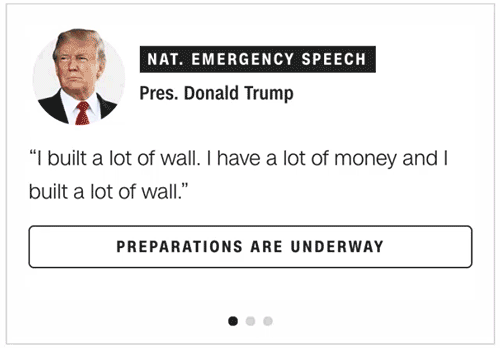 NAT. EMERGENCY SPEECH
Pres. Donald Trump
“I built a lot of wall. I have a lot of money and I
built a lot of wall.”
PREPARATIONS ARE UNDERWAY